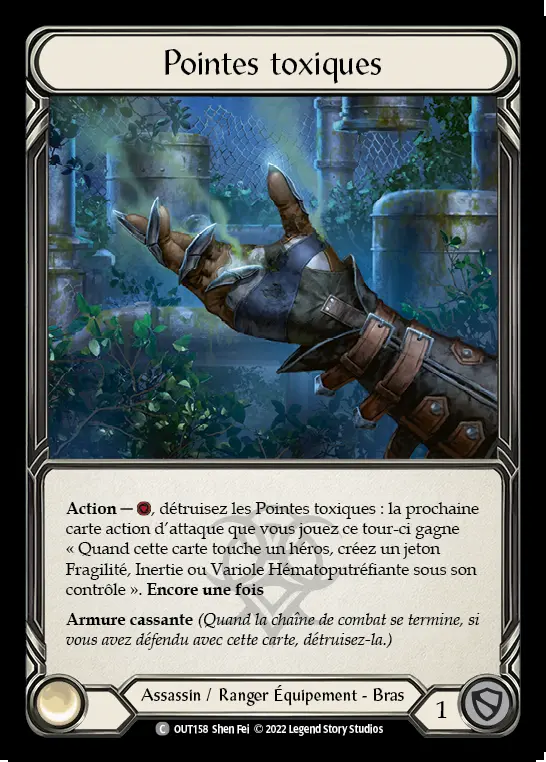 Pointes toxiques
Action — , détruisez les Pointes toxiques : la prochaine
carte action d'attaque que vous jouez ce tour-ci gagne
« Quand cette carte touche un héros, créez un jeton
Fragilité, Inertie ou Variole Hématoputréfiante sous son
contrôle ». Encore une fois
Armure cassante (Quand la chaîne de combat se termine, si
vous avez défendu avec cette carte, détruisez-la.)
Assassin / Ranger Équipement - Bras
1
C OUT158 Shen Fei © 2022 Legend Story Studios